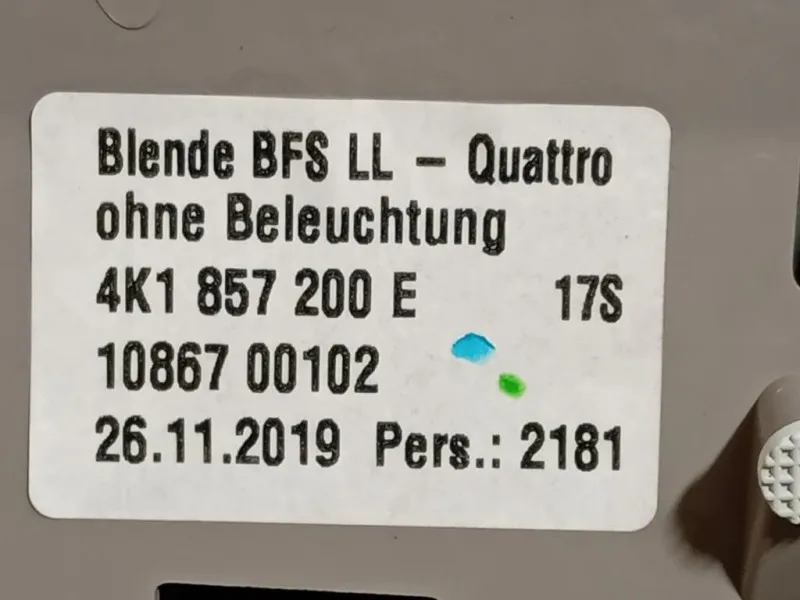 Blende BFS LL – Quattro
ohne Beleuchtung
4K1 857 200 E 17S
10867 00102
26.11.2019 Pers.: 2181